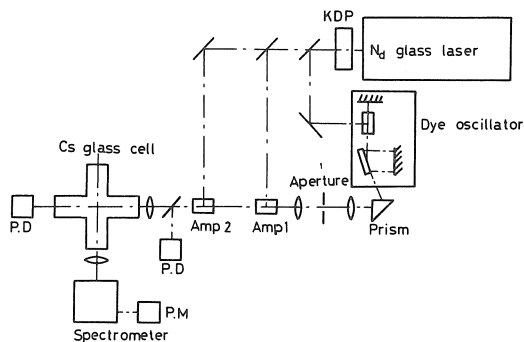 KDP
Nd glass laser
Dye oscillator
Cs glass cell
Aperture
P.D
Amp 2
Amp1
Prism
P.D
P.M
Spectrometer